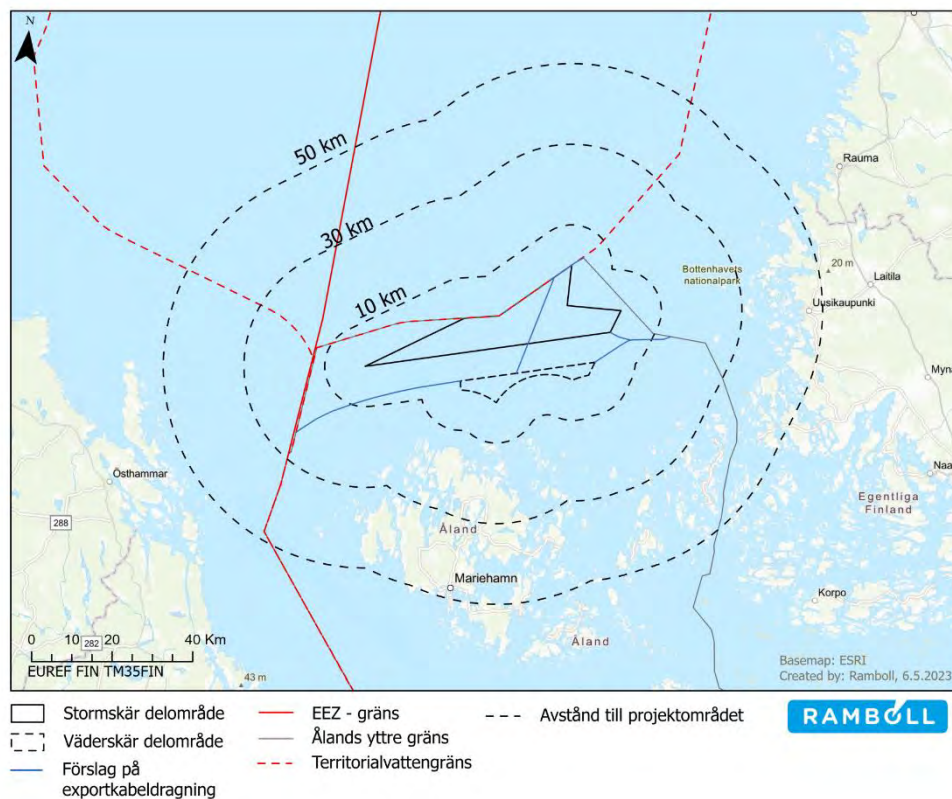 N
50 km
30 km
10 km
Rauma
Bottenhavets
nationalpark
20 m
Laitila
Uusikaupunki
Myna
Naa
Östhammar
288
Egentliga
Finland
Åland
Mariehamn
Korpo
Åland
0 10 20 40 Km
282
EUREF FIN TM35FIN
43 m
Basemap: ESRI
Created by: Ramboll, 6.5.2023
Stormskär delområde
EEZ - gräns
Avstånd till projektområdet
RAMBOLL
Väderskär delområde
Ålands yttre gräns
Förslag på
exportkabeldragning
Territorialvattengräns